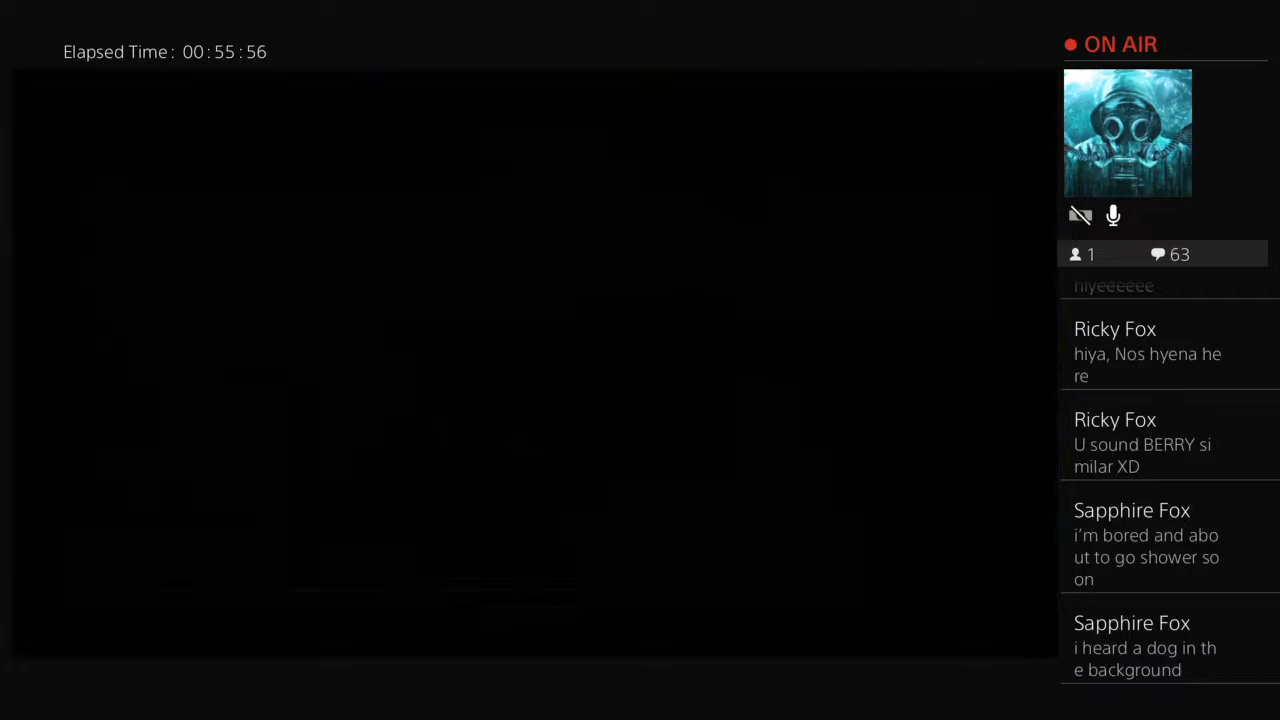 Elapsed Time: 00:55:56
ON AIR
1 63
hiyeeeeee
Ricky Fox
hiya, Nos hyena he
re
Ricky Fox
U sound BERRY si
milar XD
Sapphire Fox
i'm bored and abo
ut to go shower so
on
Sapphire Fox
i heard a dog in th
e background